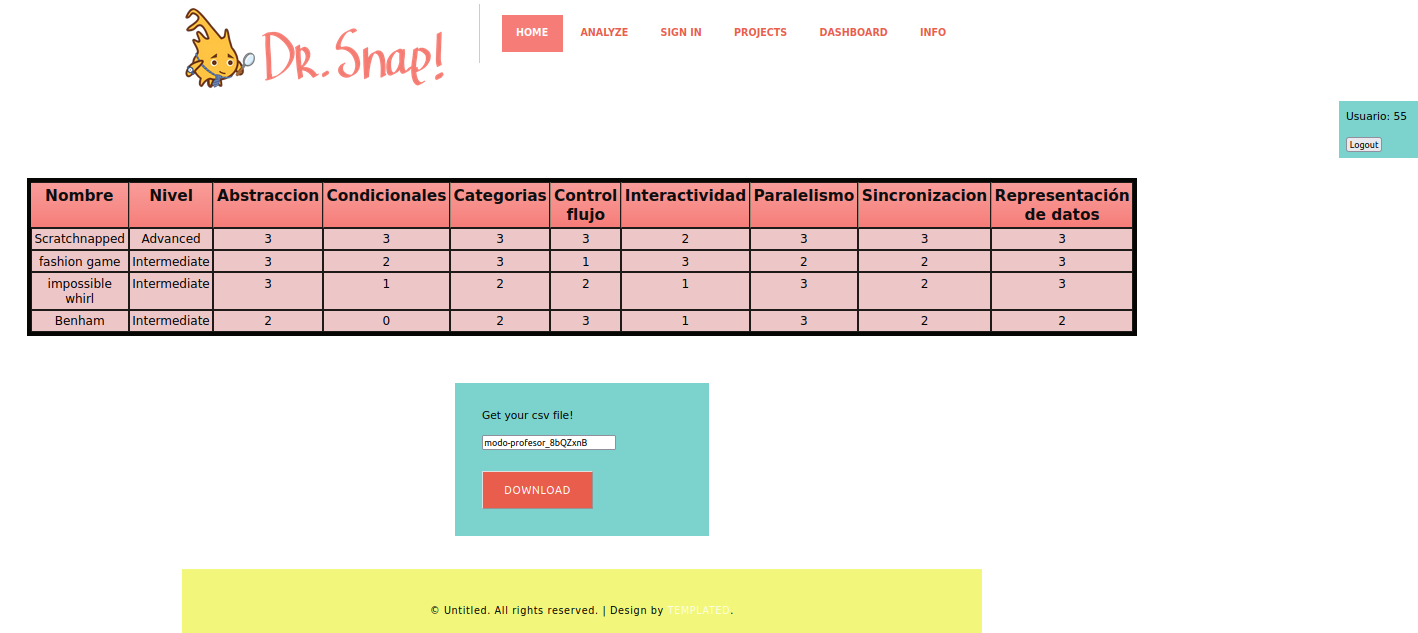 Dr. Snap!
HOME ANALYZE SIGN IN PROJECTS DASHBOARD INFO
Usuario: 55
Logout
Nombre Nivel Abstraccion Condicionales Categorias Control flujo Interactividad Paralelismo Sincronizacion Representación de datos
Scratchnapped Advanced 3 3 3 3 2 3 3 3
fashion game Intermediate 3 2 3 1 3 2 2 3
impossible whirl Intermediate 3 1 2 2 1 3 2 3
Benham Intermediate 2 0 2 3 1 3 2 2
Get your csv file!
modo-profesor_8bQZxnB
DOWNLOAD
© Untitled. All rights reserved. | Design by TEMPLATED.